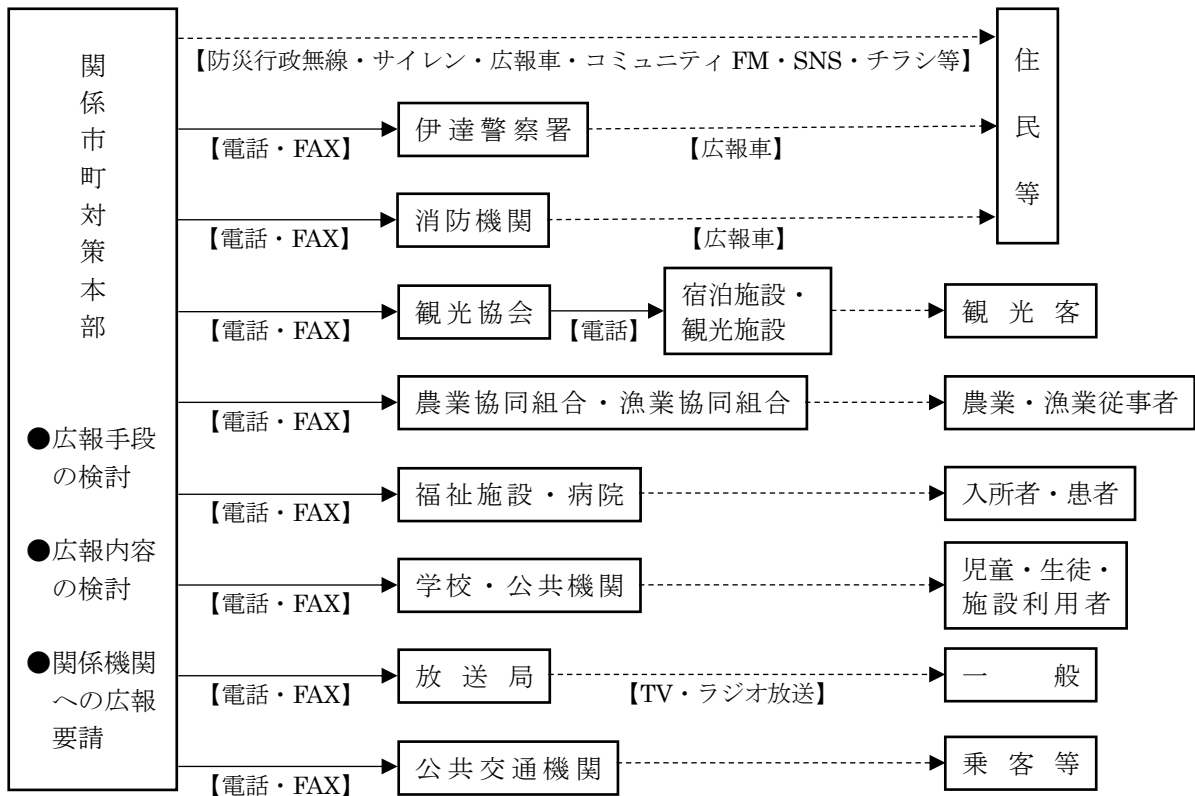 関係市町対策本部
●広報手段
の検討
●広報内容
の検討
●関係機関
への広報
要請
【防災行政無線・サイレン・広報車・コミュニティ FM・SNS・チラシ等】
住民等
【電話・FAX】
伊達警察署
【広報車】
【電話・FAX】
消防機関
【広報車】
【電話・FAX】
観光協会
【電話】
宿泊施設・
観光施設
観光客
【電話・FAX】
農業協同組合・漁業協同組合
農業・漁業従事者
【電話・FAX】
福祉施設・病院
入所者・患者
【電話・FAX】
学校・公共機関
児童・生徒・
施設利用者
【電話・FAX】
放送局
【TV・ラジオ放送】
一般
【電話・FAX】
公共交通機関
乗客等